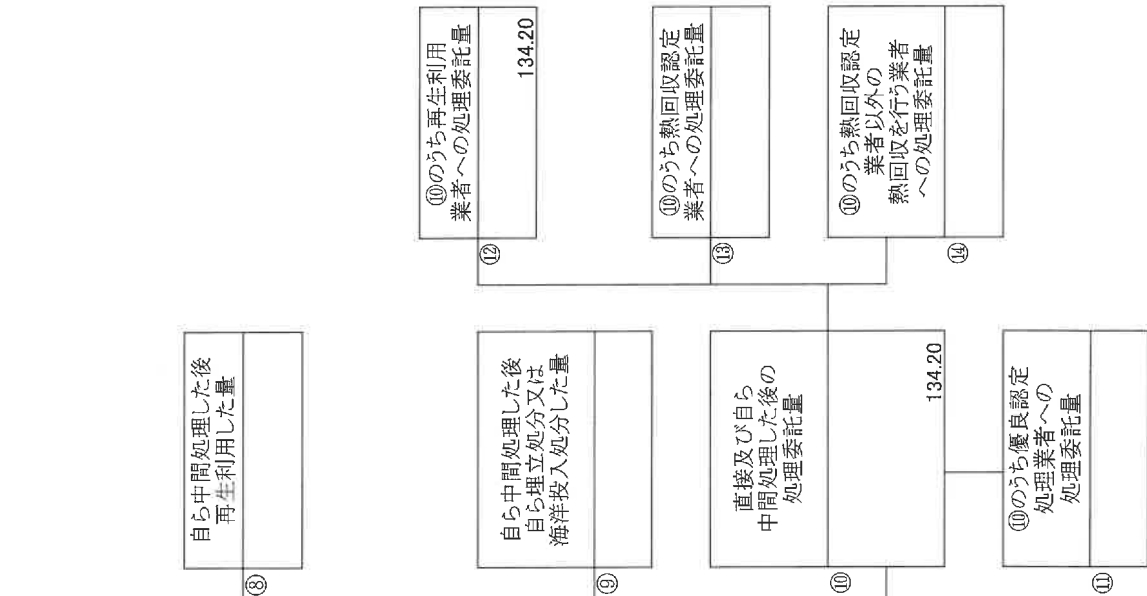 ⑧
自ら中間処理した後
再生利用した量
⑨
自ら中間処理した後
自ら埋立処分又は
海洋投入処分した量
⑩
直接及び自ら
中間処理した後の
処理委託量
134.20
⑪
⑩のうち優良認定
処理業者への
処理委託量
⑫
⑩のうち再生利用
業者への処理委託量
134.20
⑬
⑩のうち熱回収認定
業者への処理委託量
⑭
⑩のうち熱回収認定
業者以外の
熱回収を行う業者
への処理委託量